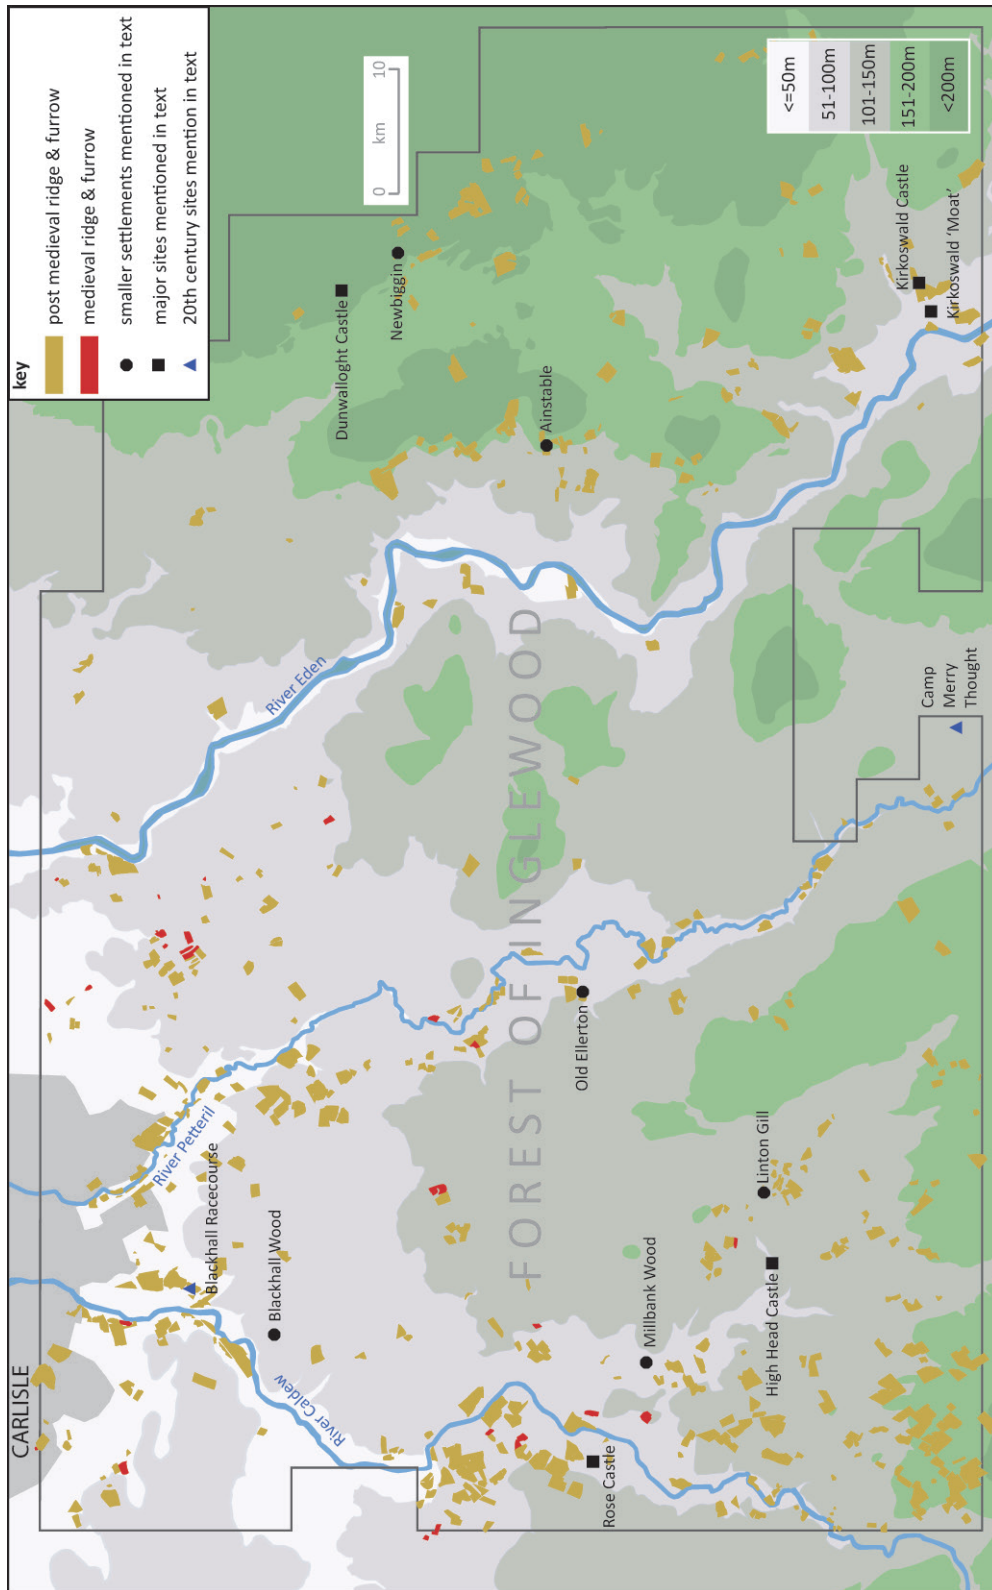 key
post medieval ridge & furrow
medieval ridge & furrow
smaller settlements mentioned in text
major sites mentioned in text
20th century sites mention in text
CARLISLE
Blackhall Racecourse
Blackhall Wood
River Caldew
River Petteril
River Eden
Dunwalloght Castle
Newbiggin
0 km 10
Ainstable
FOREST OF INGLEWOOD
Rose Castle
Millbank Wood
Old Ellerton
High Head Castle
Linton Gill
Camp
Merry
Thought
Kirkoswald Castle
Kirkoswald ‘Moat’
<=50m
51-100m
101-150m
151-200m
<200m